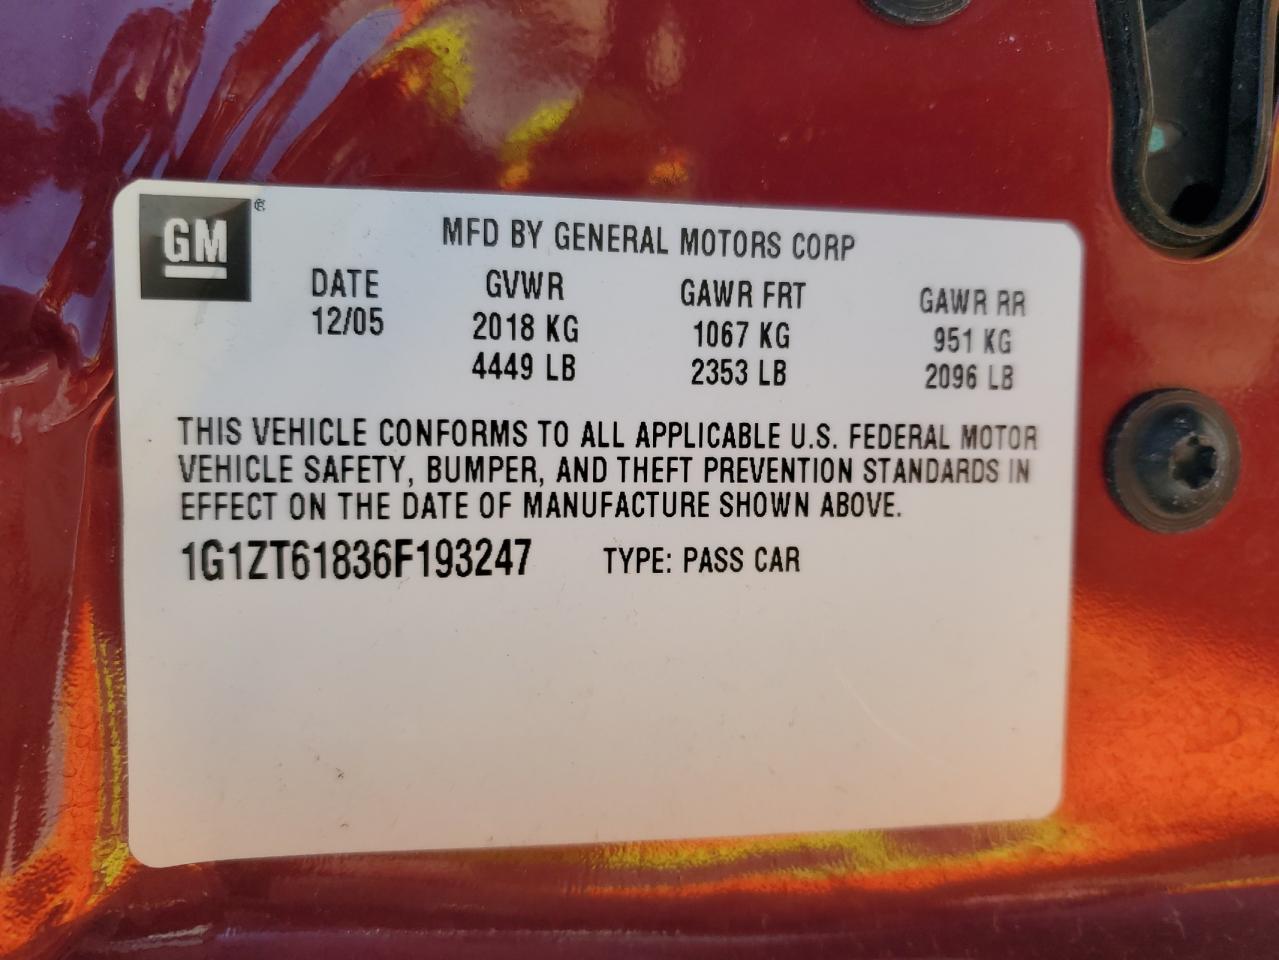 GM
MFD BY GENERAL MOTORS CORP
DATE GVWR GAWR FRT GAWR RR
12/05 2018 KG 1067 KG 951 KG
4449 LB 2353 LB 2096 LB
THIS VEHICLE CONFORMS TO ALL APPLICABLE U.S. FEDERAL MOTOR
VEHICLE SAFETY, BUMPER, AND THEFT PREVENTION STANDARDS IN
EFFECT ON THE DATE OF MANUFACTURE SHOWN ABOVE.
1G1ZT61836F193247 TYPE: PASS CAR